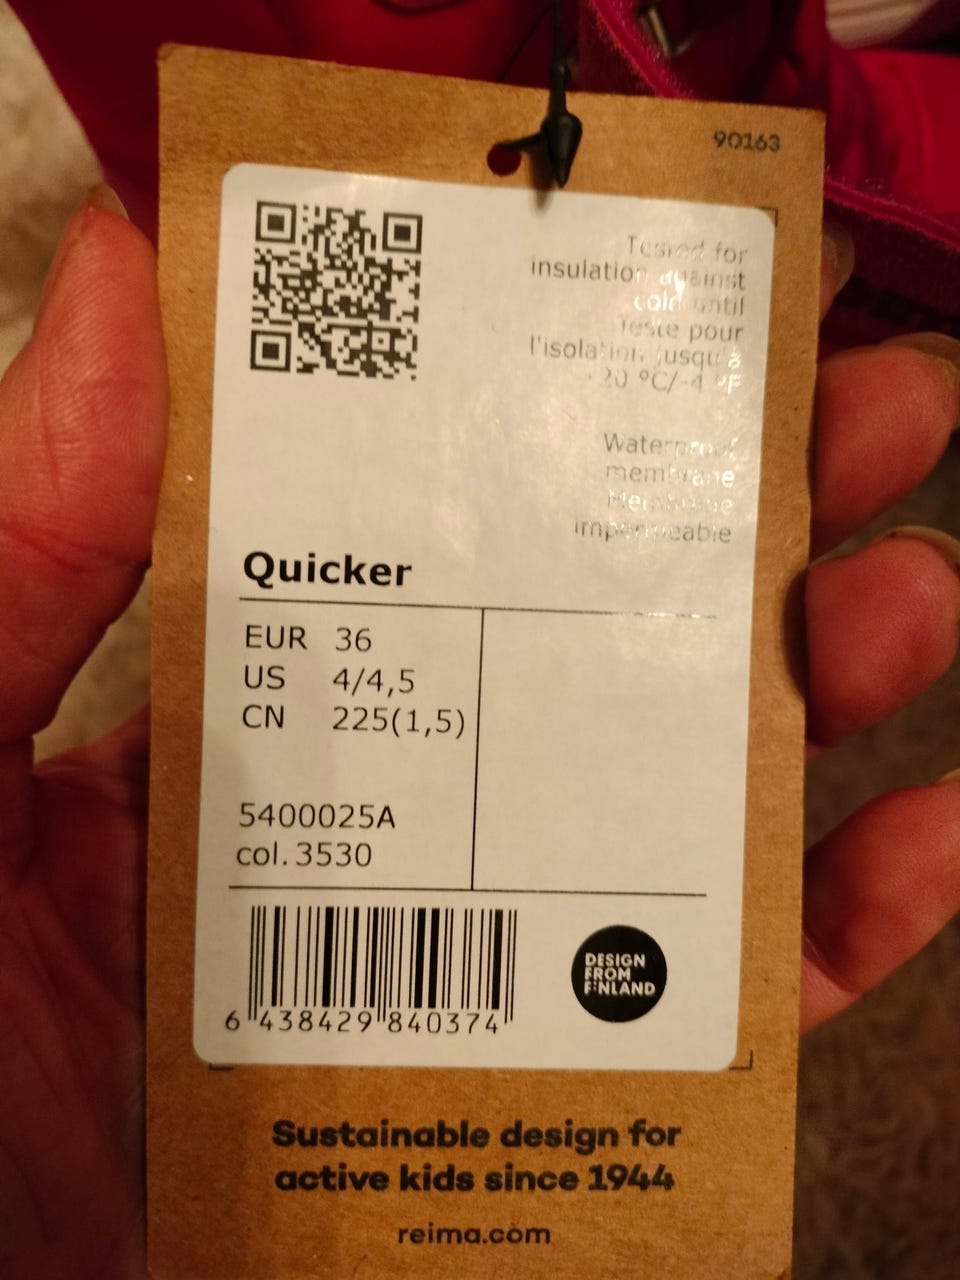 90163
Tested for
insulation against
cold until
Testé pour
l'isolation jusqu'à
-20 °C/-4 °F
Waterproof
membrane
Membrane
imperméable
Quicker
EUR 36
US 4/4,5
CN 225(1,5)
5400025A
col. 3530
6 438429 840374
DESIGN
FROM
FINLAND
Sustainable design for
active kids since 1944
reima.com